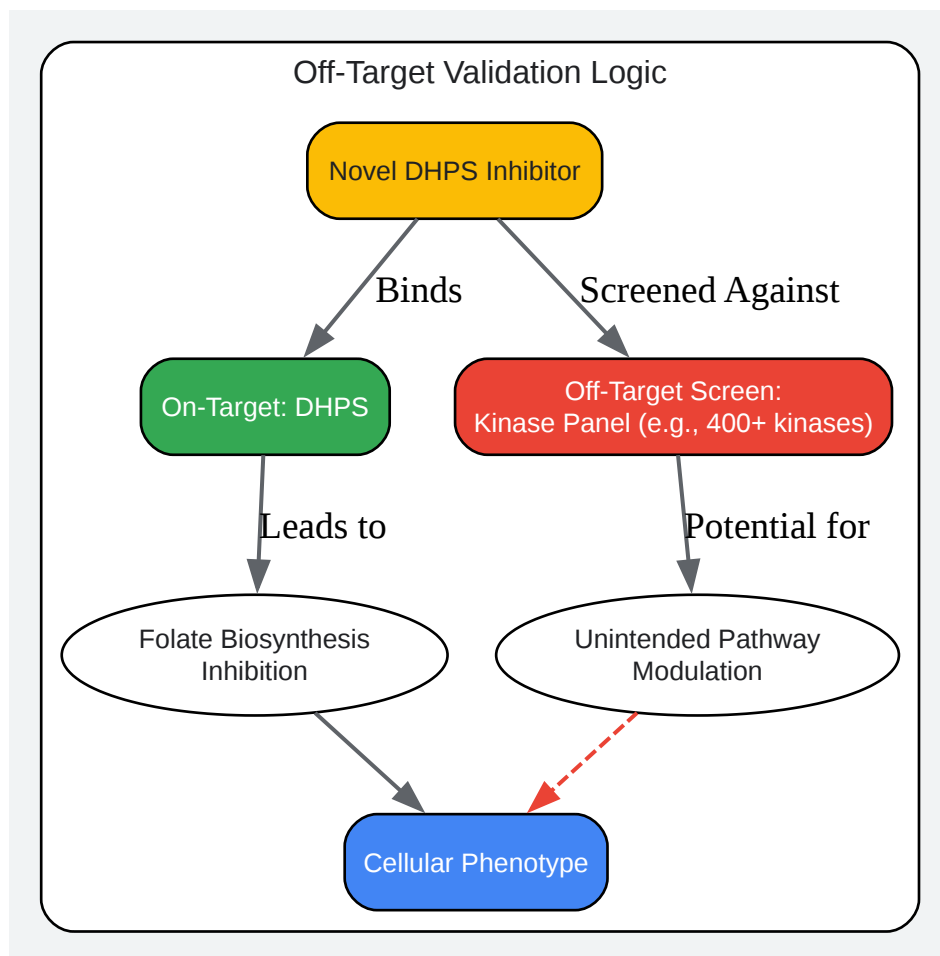 Off-Target Validation Logic
Novel DHPS Inhibitor
Binds
Screened Against
On-Target: DHPS
Off-Target Screen:
Kinase Panel (e.g., 400+ kinases)
Leads to
Potential for
Folate Biosynthesis
Inhibition
Unintended Pathway
Modulation
Cellular Phenotype